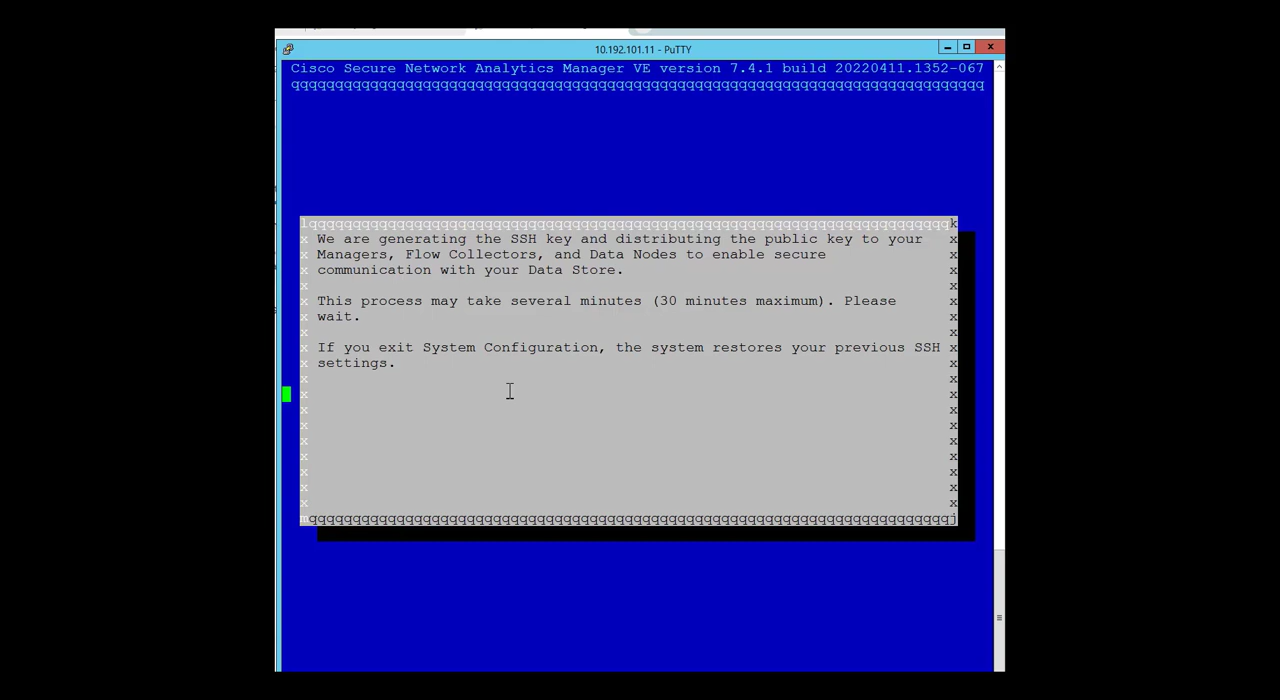 10.192.101.11 - PuTTY
Cisco Secure Network Analytics Manager VE version 7.4.1 build 20220411.1352-067
qqqqqqqqqqqqqqqqqqqqqqqqqqqqqqqqqqqqqqqqqqqqqqqqqqqqqqqqqqqqqqqqqqqqqqqqqqqqqqq
lqqqqqqqqqqqqqqqqqqqqqqqqqqqqqqqqqqqqqqqqqqqqqqqqqqqqqqqqqqqqqqqqqqqqqqqqqk
x We are generating the SSH key and distributing the public key to your x
x Managers, Flow Collectors, and Data Nodes to enable secure x
x communication with your Data Store. x
x x
x This process may take several minutes (30 minutes maximum). Please x
x wait. x
x x
x If you exit System Configuration, the system restores your previous SSH x
x settings. x
x x
x x
x x
x x
x x
x x
x x
x x
x x
mqqqqqqqqqqqqqqqqqqqqqqqqqqqqqqqqqqqqqqqqqqqqqqqqqqqqqqqqqqqqqqqqqqqqqqqqqj